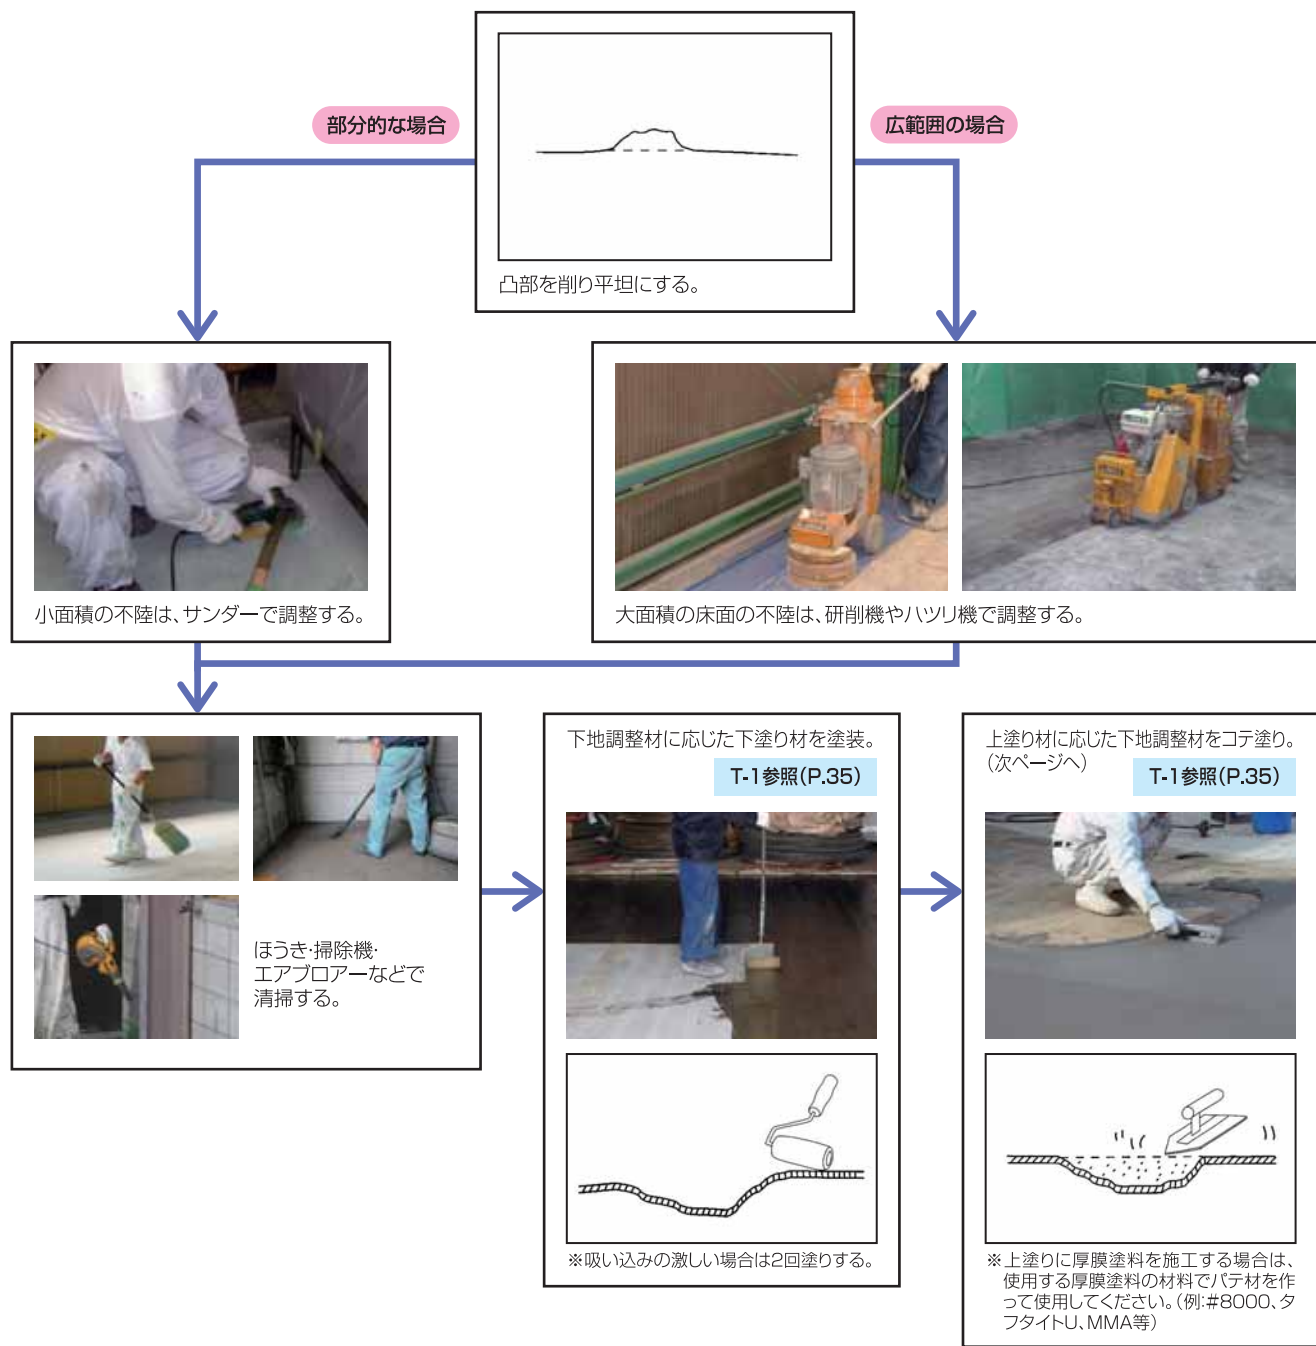 部分的な場合
広範囲の場合
凸部を削り平坦にする。
小面積の不陸は、サンダーで調整する。
大面積の床面の不陸は、研削機やハツリ機で調整する。
ほうき・掃除機・
エアブロアーなどで
清掃する。
下地調整材に応じた下塗り材を塗装。
T-1参照(P.35)
※吸い込みの激しい場合は2回塗りする。
上塗り材に応じた下地調整材をコテ塗り。
(次ページへ)
T-1参照(P.35)
※上塗りに厚膜塗料を施工する場合は、
使用する厚膜塗料の材料でパテ材を作
って使用してください。(例:#8000、タ
フタイトU、MMA等)